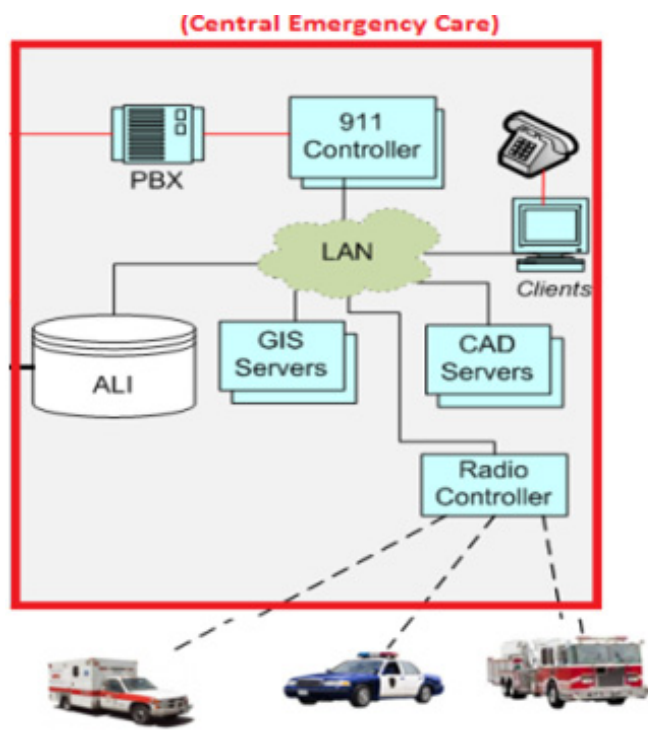 (Central Emergency Care)
911
Controller
PBX
LAN
Clients
ALI
GIS
Servers
CAD
Servers
Radio
Controller